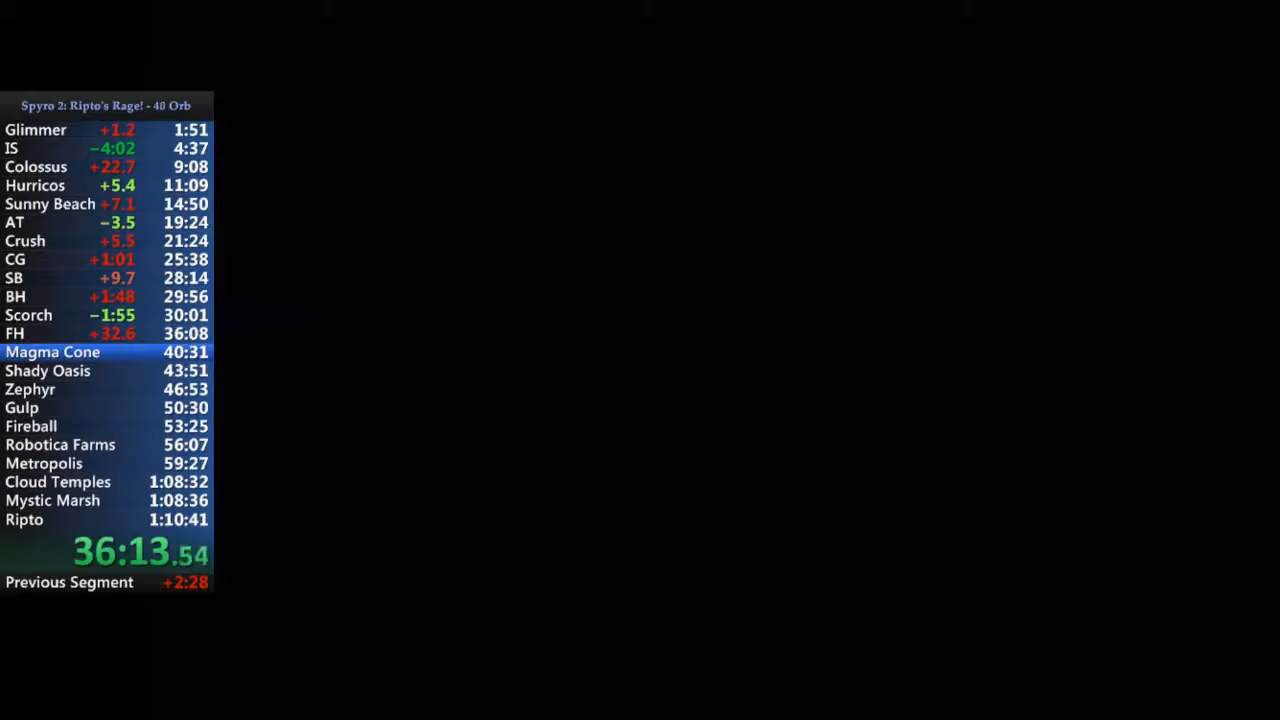 Spyro 2: Ripto's Rage! - 40 Orb
Glimmer +1.2 1:51
IS −4:02 4:37
Colossus +22.7 9:08
Hurricos +5.4 11:09
Sunny Beach +7.1 14:50
AT −3.5 19:24
Crush +5.5 21:24
CG +1:01 25:38
SB +9.7 28:14
BH +1:48 29:56
Scorch −1:55 30:01
FH +32.6 36:08
Magma Cone 40:31
Shady Oasis 43:51
Zephyr 46:53
Gulp 50:30
Fireball 53:25
Robotica Farms 56:07
Metropolis 59:27
Cloud Temples 1:08:32
Mystic Marsh 1:08:36
Ripto 1:10:41
36:13.54
Previous Segment +2:28